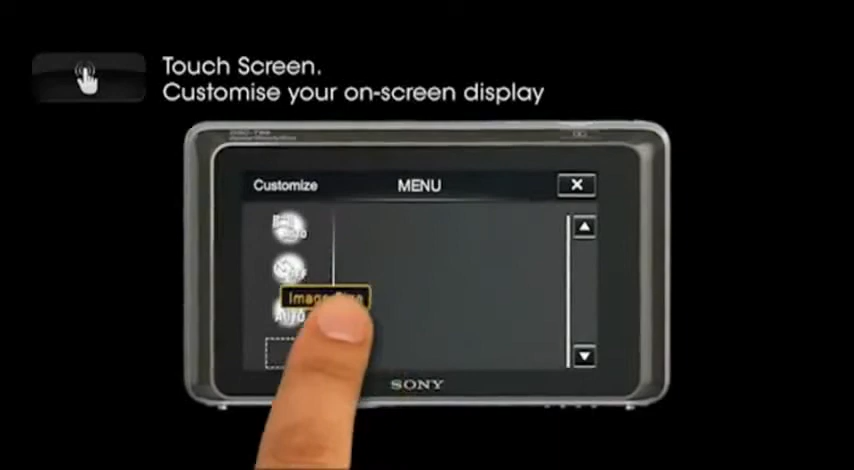 Touch Screen.
Customise your on-screen display
Customize
MENU
X
Image Size
SONY